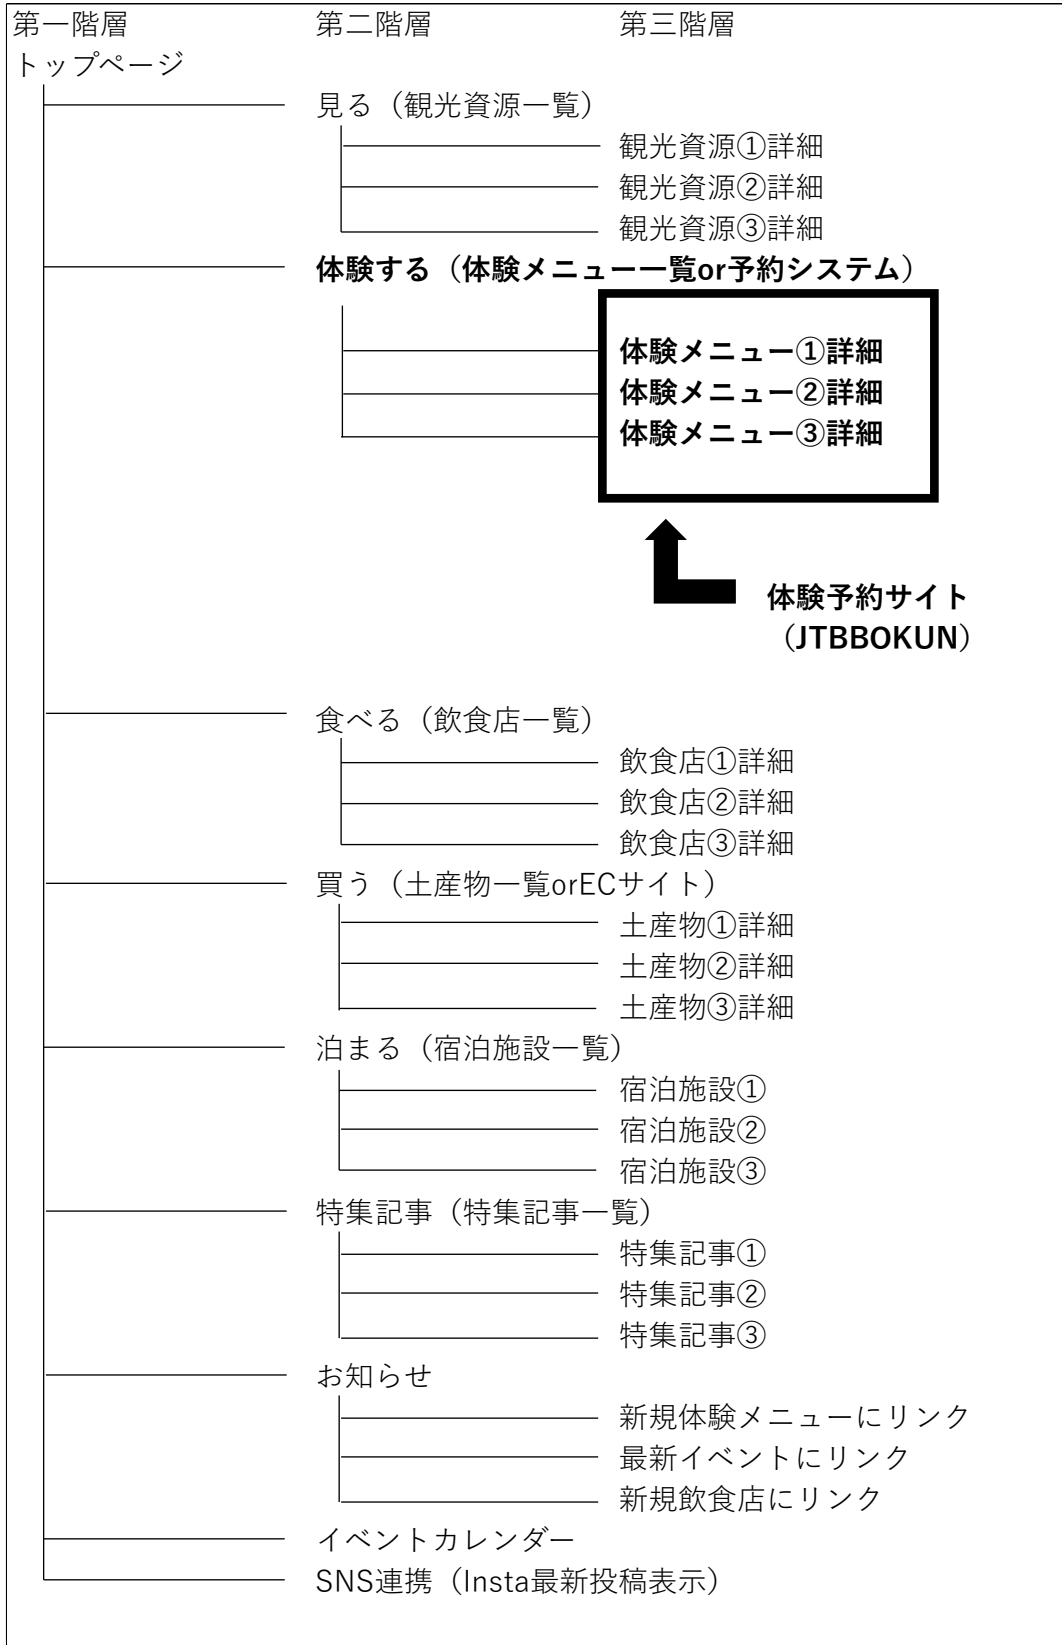 第一階層 第二階層 第三階層
トップページ
見る（観光資源一覧）
観光資源①詳細
観光資源②詳細
観光資源③詳細
体験する（体験メニュー一覧or予約システム）
体験メニュー①詳細
体験メニュー②詳細
体験メニュー③詳細
体験予約サイト
（JTBBOKUN）
食べる（飲食店一覧）
飲食店①詳細
飲食店②詳細
飲食店③詳細
買う（土産物一覧orECサイト）
土産物①詳細
土産物②詳細
土産物③詳細
泊まる（宿泊施設一覧）
宿泊施設①
宿泊施設②
宿泊施設③
特集記事（特集記事一覧）
特集記事①
特集記事②
特集記事③
お知らせ
新規体験メニューにリンク
最新イベントにリンク
新規飲食店にリンク
イベントカレンダー
SNS連携（Insta最新投稿表示）